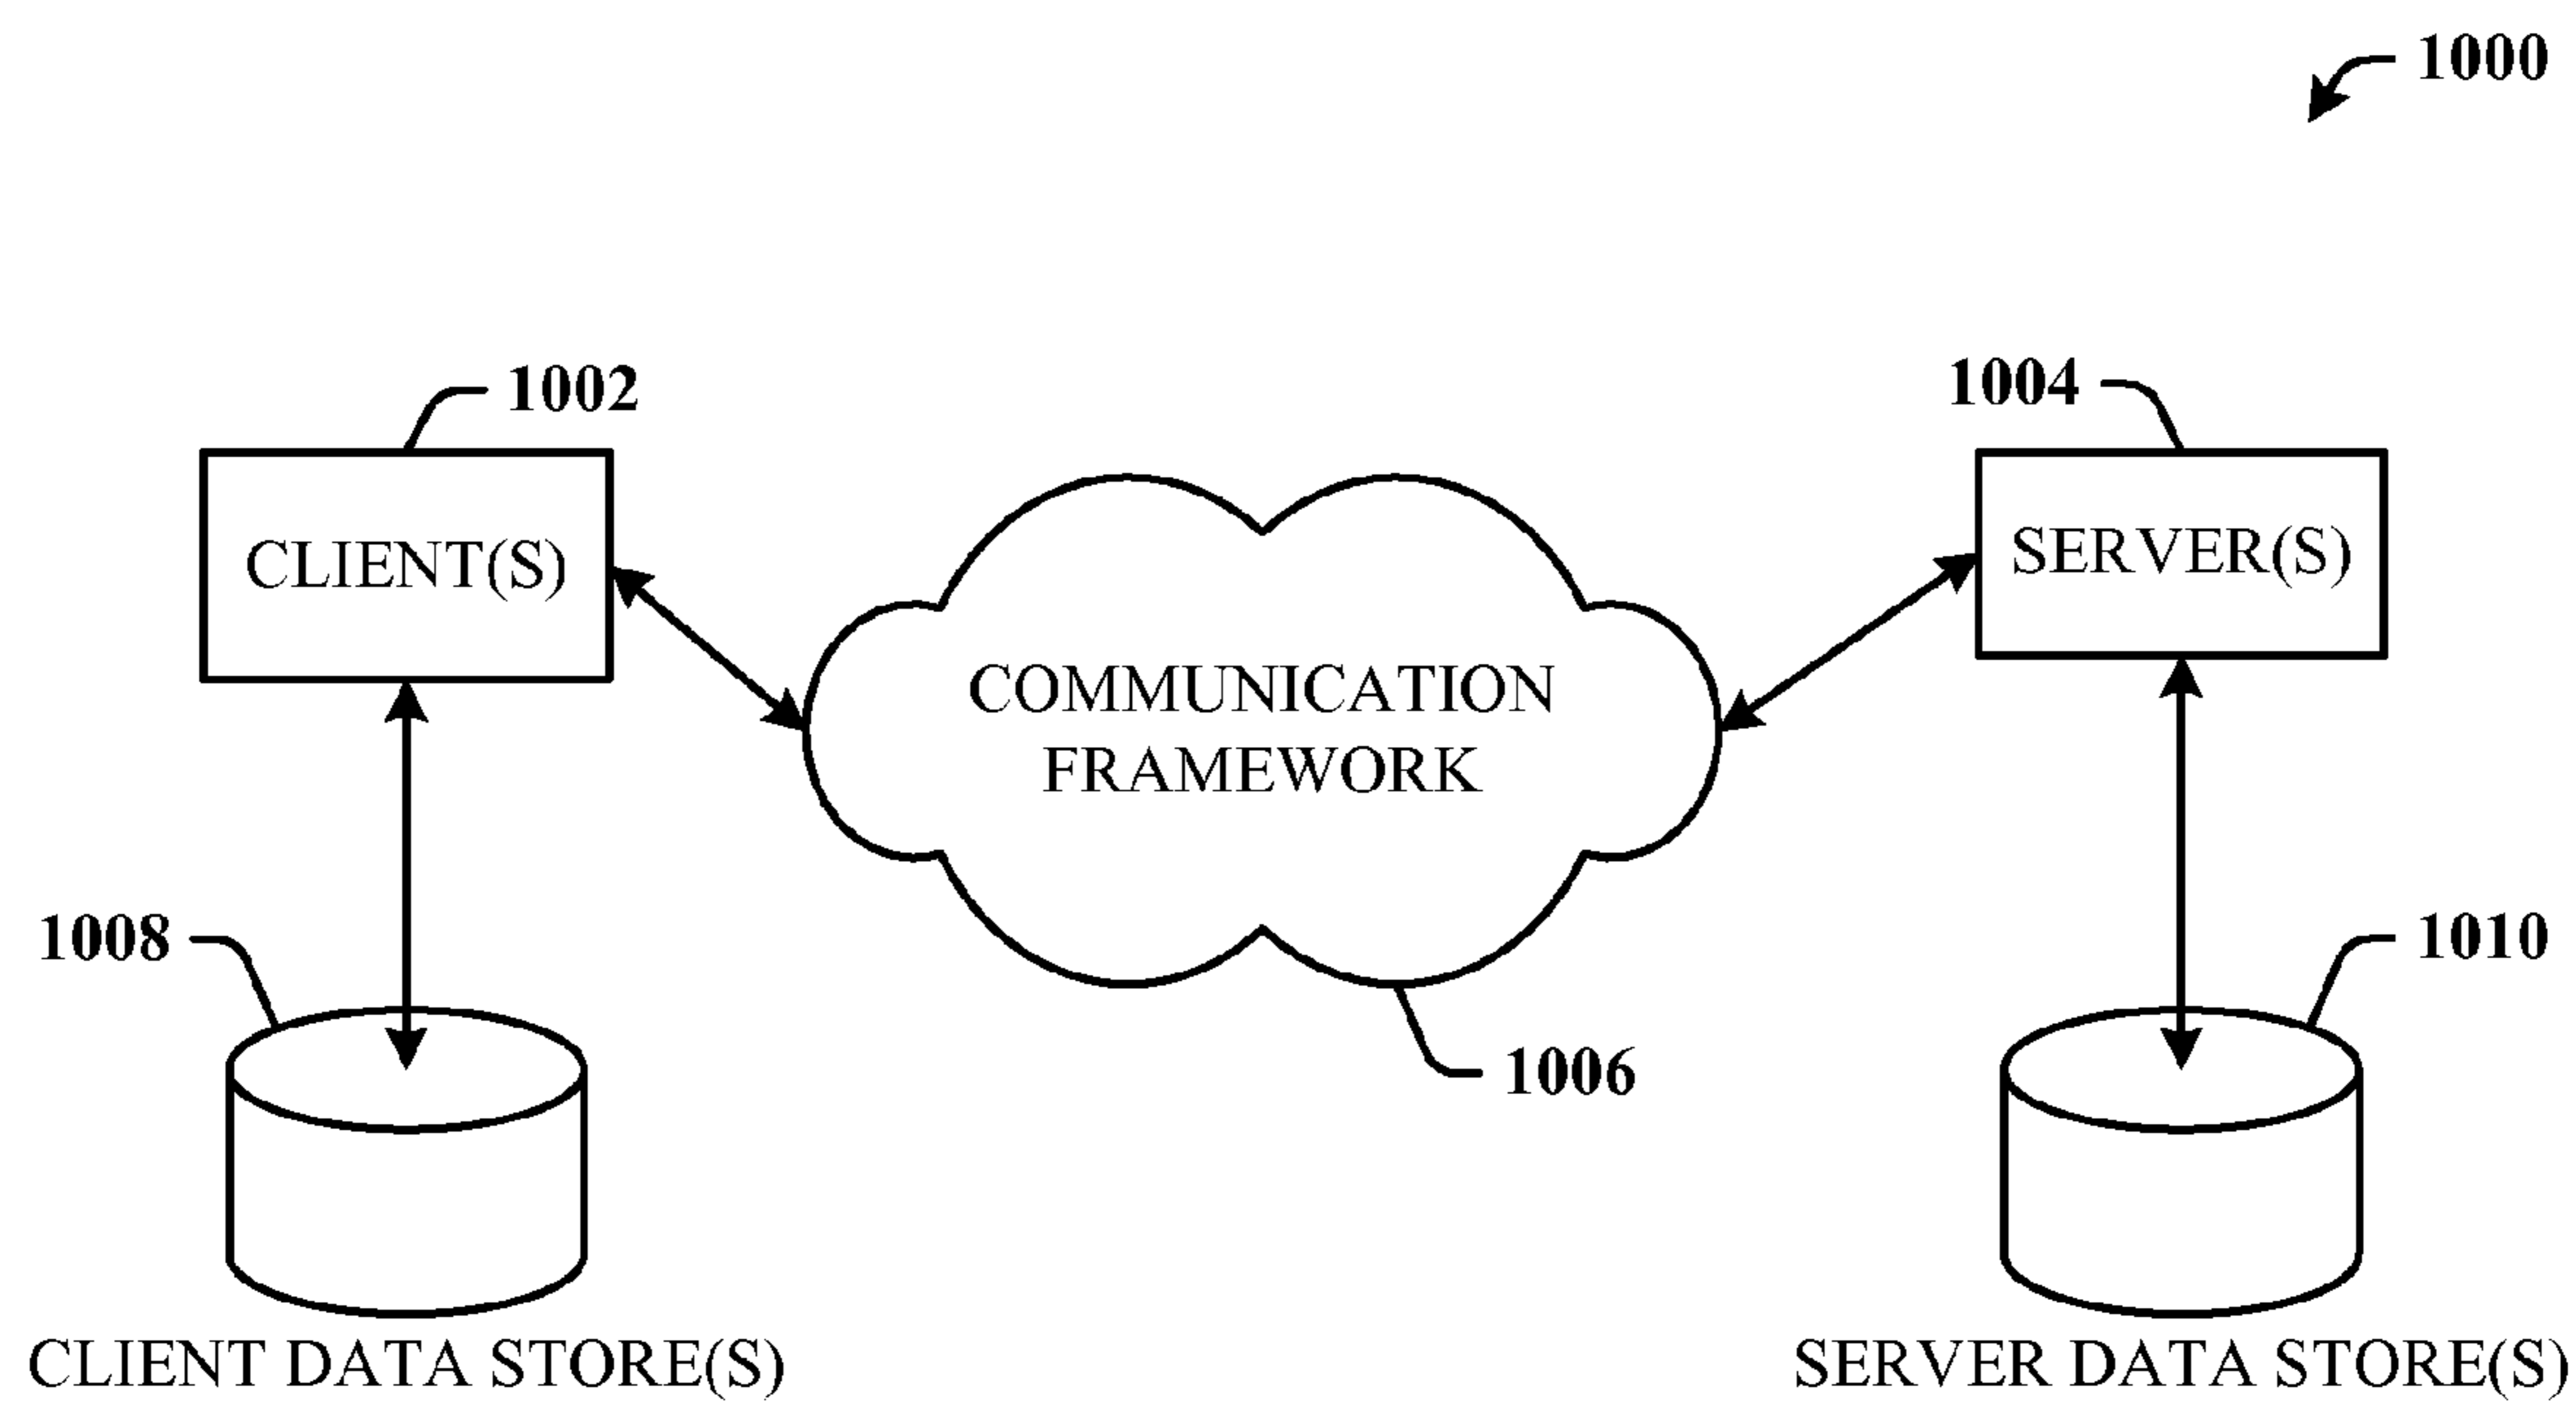 1000
1002
1004
CLIENT(S)
SERVER(S)
COMMUNICATION
FRAMEWORK
1008
1010
1006
CLIENT DATA STORE(S)
SERVER DATA STORE(S)